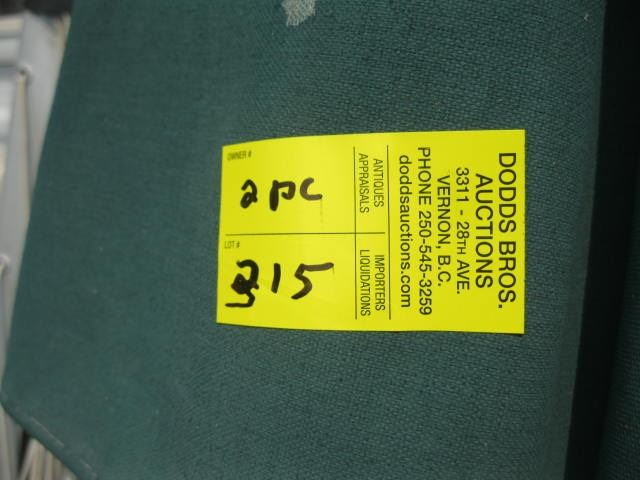 DODDS BROS.
AUCTIONS
3311 - 28TH AVE.
VERNON, B.C.
PHONE 250-545-3259
doddsauctions.com
ANTIQUES
APPRAISALS
IMPORTERS
LIQUIDATIONS
OWNER #
2 pc
LOT #
215